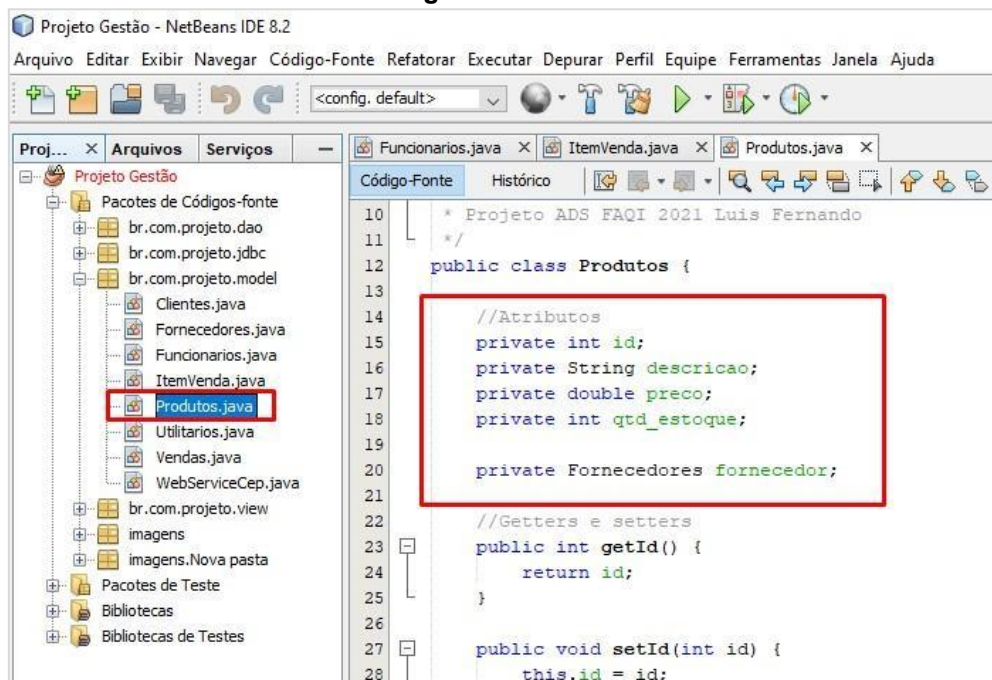 Projeto Gestão - NetBeans IDE 8.2
Arquivo Editar Exibir Navegar Código-Fonte Refatorar Executar Depurar Perfil Equipe Ferramentas Janela Ajuda
<config. default>
Proj... × Arquivos Serviços —
Projeto Gestão
Pacotes de Códigos-fonte
br.com.projeto.dao
br.com.projeto.jdbc
br.com.projeto.model
Clientes.java
Fornecedores.java
Funcionarios.java
ItemVenda.java
Produtos.java
Utilitarios.java
Vendas.java
WebServiceCep.java
br.com.projeto.view
imagens
imagens.Nova pasta
Pacotes de Teste
Bibliotecas
Bibliotecas de Testes
Funcionarios.java × ItemVenda.java × Produtos.java ×
Código-Fonte Histórico
10 * Projeto ADS FAQI 2021 Luis Fernando
11 */
12 public class Produtos {
13
14 //Atributos
15 private int id;
16 private String descricao;
17 private double preco;
18 private int qtd_estoque;
19
20 private Fornecedores fornecedor;
21
22 //Getters e setters
23 public int getId() {
24 return id;
25 }
26
27 public void setId(int id) {
28 this.id = id;